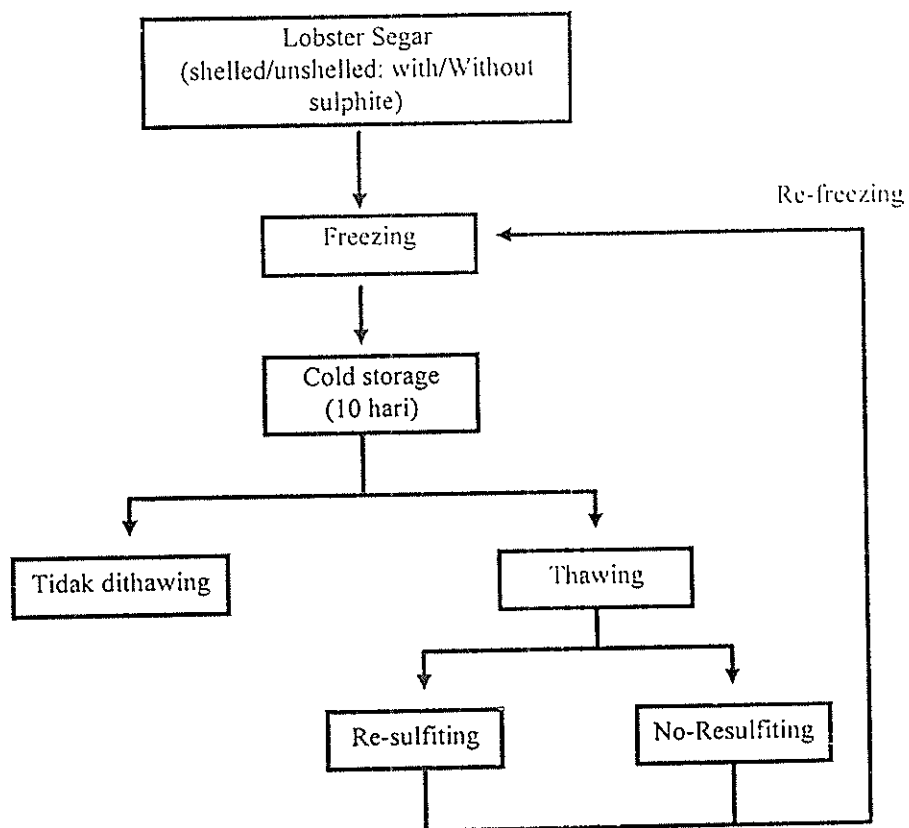 Lobster Segar
(shelled/unshelled: with/Without
sulphite)
Re-freezing
Freezing
Cold storage
(10 hari)
Tidak dithawing
Thawing
Re-sulfiting
No-Resulfiting